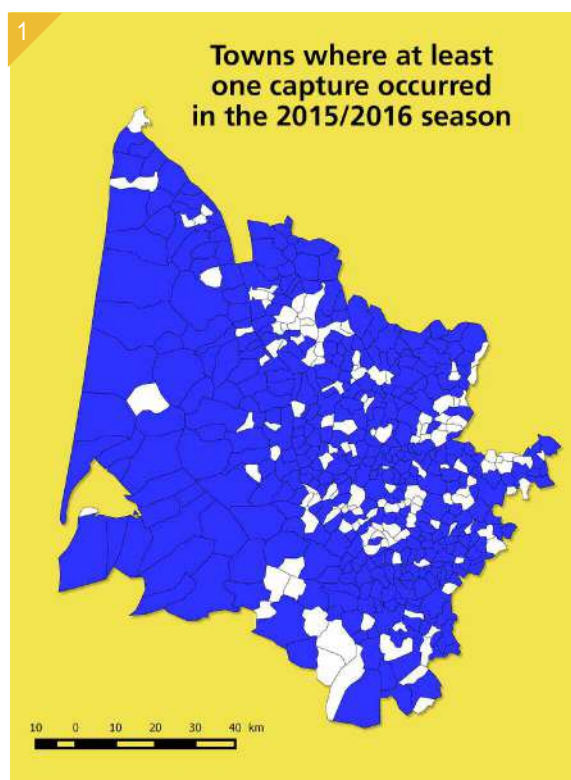 1
Towns where at least
one capture occurred
in the 2015/2016 season
10 0 10 20 30 40 km